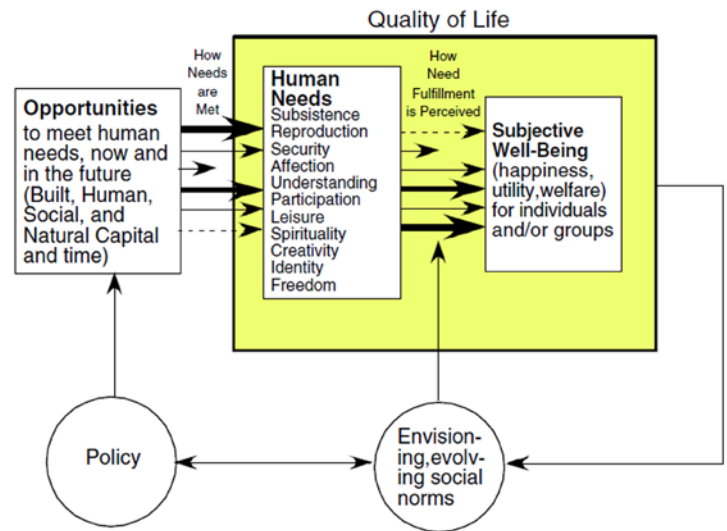 Quality of Life
How
Needs
are
Met
Opportunities
to meet human
needs, now and
in the future
(Built, Human,
Social, and
Natural Capital
and time)
Human
Needs
Subsistence
Reproduction
Security
Affection
Understanding
Participation
Leisure
Spirituality
Creativity
Identity
Freedom
How
Need
Fulfillment
is Perceived
Subjective
Well-Being
(happiness,
utility,welfare)
for individuals
and/or groups
Policy
Envision-
ing,evolv-
ing social
norms